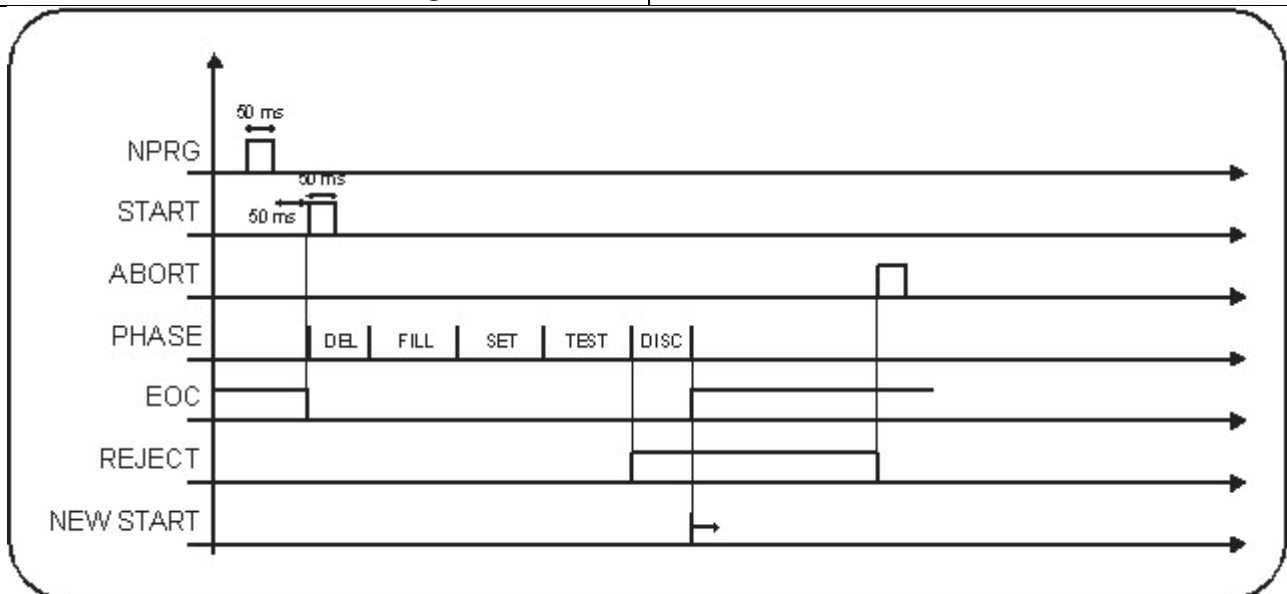 50 ms
NPRG
50 ms
START
50 ms
ABORT
PHASE DEL FILL SET TEST DISC
EOC
REJECT
NEW START